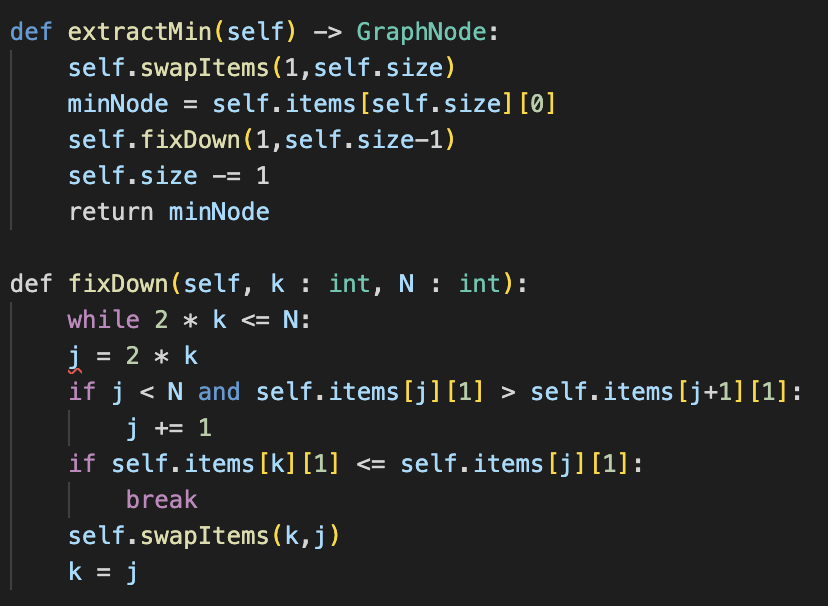 def extractMin(self) -> GraphNode:
    self.swapItems(1,self.size)
    minNode = self.items[self.size][0]
    self.fixDown(1,self.size-1)
    self.size -= 1
    return minNode

def fixDown(self, k : int, N : int):
    while 2 * k <= N:
    j = 2 * k
    if j < N and self.items[j][1] > self.items[j+1][1]:
        j += 1
    if self.items[k][1] <= self.items[j][1]:
        break
    self.swapItems(k,j)
    k = j